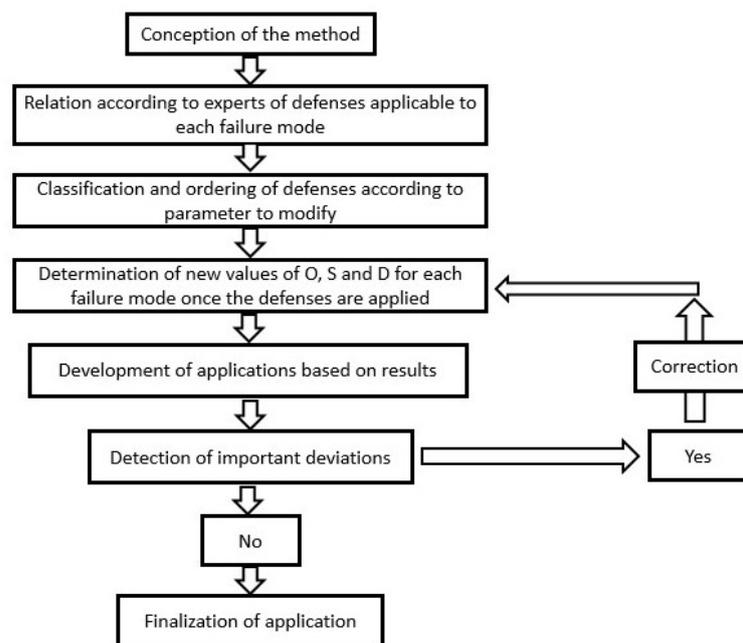 Conception of the method
Relation according to experts of defenses applicable to
each failure mode
Classification and ordering of defenses according to
parameter to modify
Determination of new values of O, S and D for each
failure mode once the defenses are applied
Development of applications based on results
Correction
Detection of important deviations
Yes
No
Finalization of application